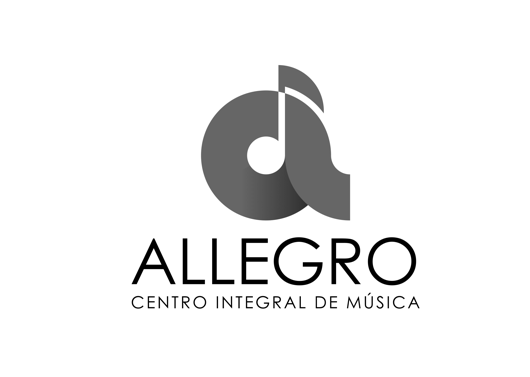 ALLEGRO
CENTRO INTEGRAL DE MÚSICA